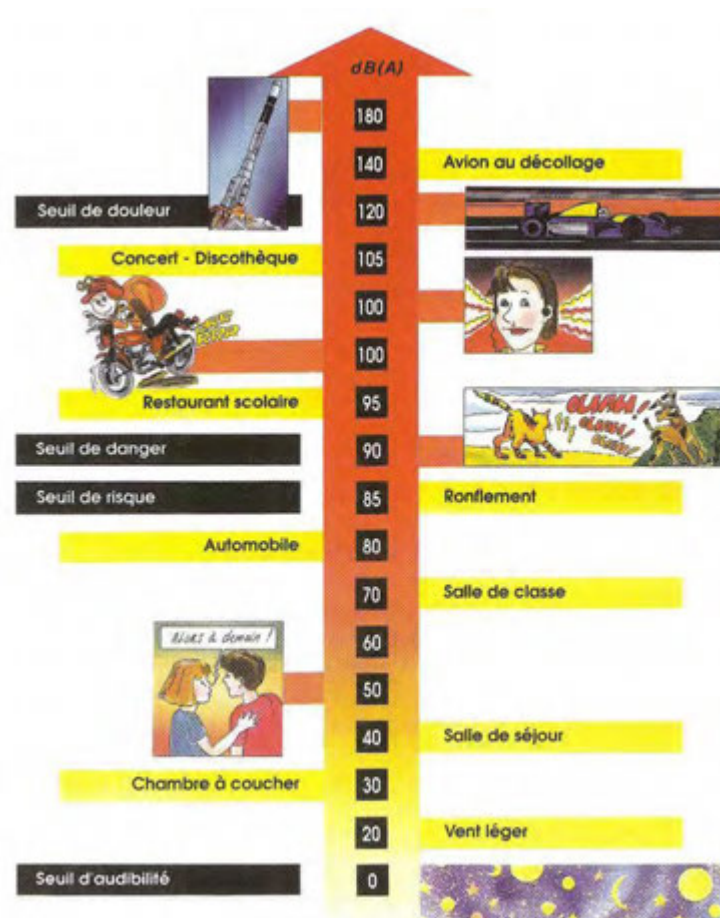 dB(A)
180
140 Avion au décollage
Seuil de douleur 120
Concert - Discothèque 105
100
100
Restaurant scolaire 95
Seuil de danger 90
Seuil de risque 85 Ronflement
Automobile 80
70 Salle de classe
60
Alors à demain !
50
40 Salle de séjour
Chambre à coucher 30
20 Vent léger
Seuil d'audibilité 0